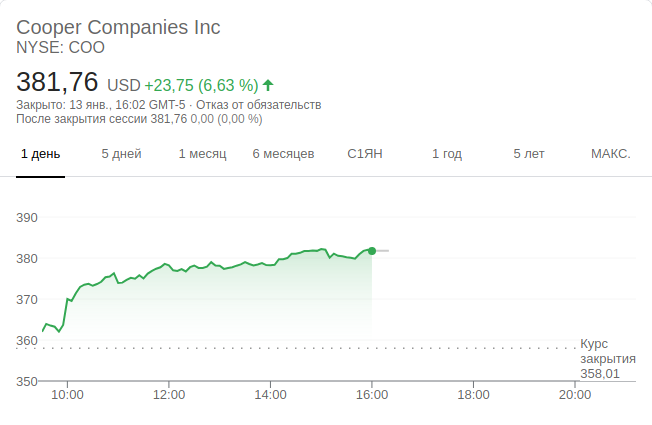 Cooper Companies Inc
NYSE: COO
381,76 USD +23,75 (6,63 %)
Закрыто: 13 янв., 16:02 GMT-5 · Отказ от обязательств
После закрытия сессии 381,76 0,00 (0,00 %)
1 день 5 дней 1 месяц 6 месяцев С1ЯН 1 год 5 лет МАКС.
390
380
370
360
Курс
закрытия
358,01
350
10:00 12:00 14:00 16:00 18:00 20:00